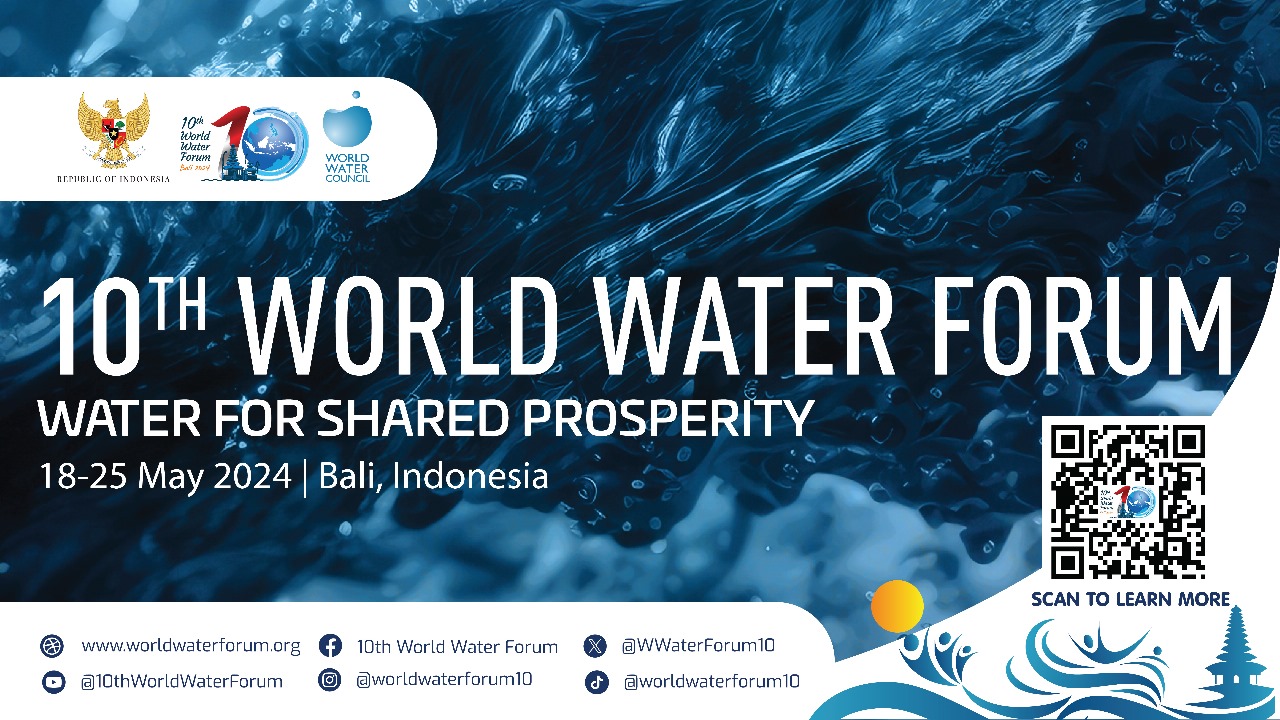 REPUBLIC OF INDONESIA
10th
World
Water
Forum
Bali 2024
10
WORLD
WATER
COUNCIL
10TH WORLD WATER FORUM
WATER FOR SHARED PROSPERITY
18-25 May 2024 | Bali, Indonesia
SCAN TO LEARN MORE
www.worldwaterforum.org
10th World Water Forum
@WWaterForum10
@10thWorldWaterForum
@worldwaterforum10
@worldwaterforum10